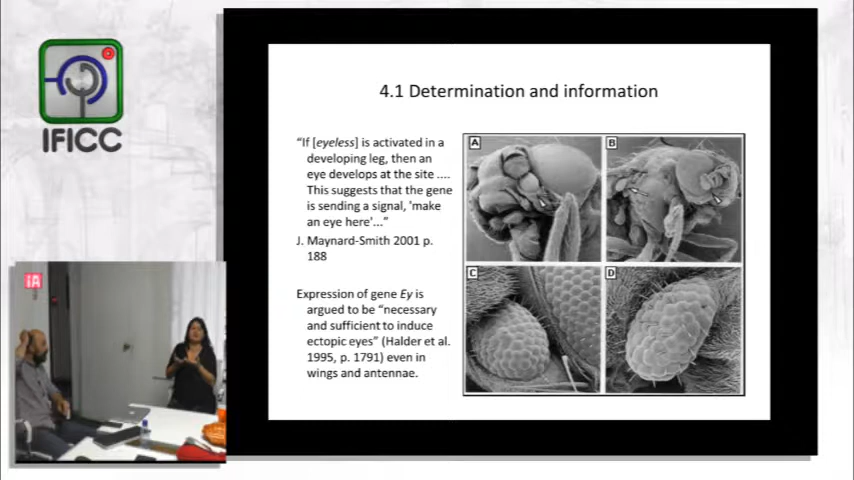 IFICC
4.1 Determination and information
“If [eyeless] is activated in a
developing leg, then an
eye develops at the site ....
This suggests that the gene
is sending a signal, 'make
an eye here'...”
J. Maynard-Smith 2001 p.
188
Expression of gene Ey is
argued to be “necessary
and sufficient to induce
ectopic eyes” (Halder et al.
1995, p. 1791) even in
wings and antennae.
A
B
C
D
iA